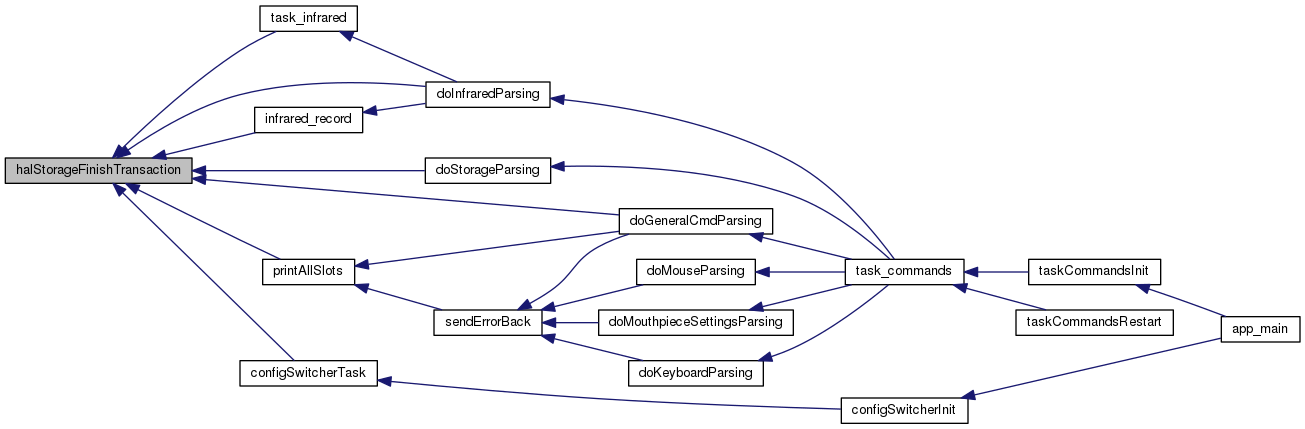 task_infrared
doInfraredParsing
infrared_record
halStorageFinishTransaction
doStorageParsing
doGeneralCmdParsing
printAllSlots
doMouseParsing
task_commands
taskCommandsInit
sendErrorBack
doMouthpieceSettingsParsing
taskCommandsRestart
app_main
configSwitcherTask
doKeyboardParsing
configSwitcherInit